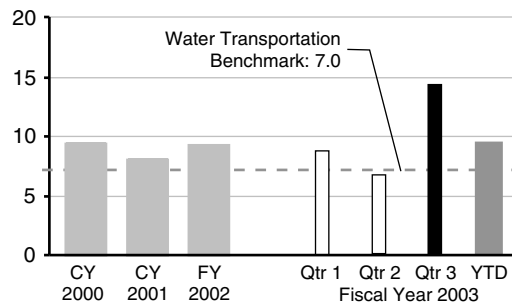 20
Water Transportation
Benchmark: 7.0
15
10
5
0
CY
2000
CY
2001
FY
2002
Qtr 1
Qtr 2
Qtr 3
YTD
Fiscal Year 2003